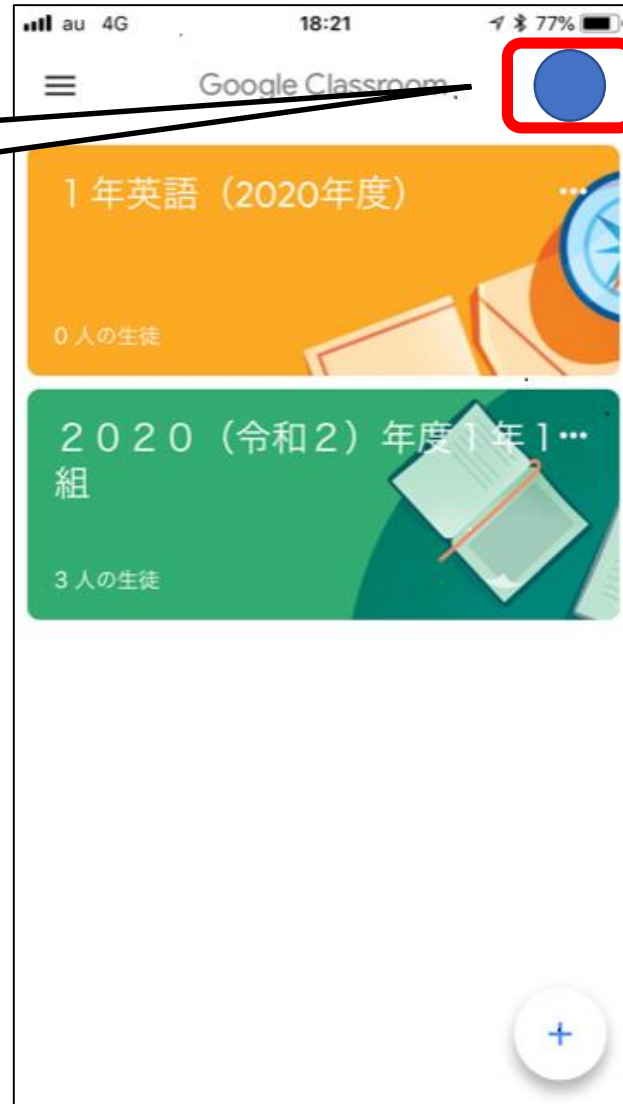 au 4G 18:21 77%
Google Classroom
１年英語（2020年度）
0 人の生徒
２０２０（令和２）年度１年１
組
3 人の生徒